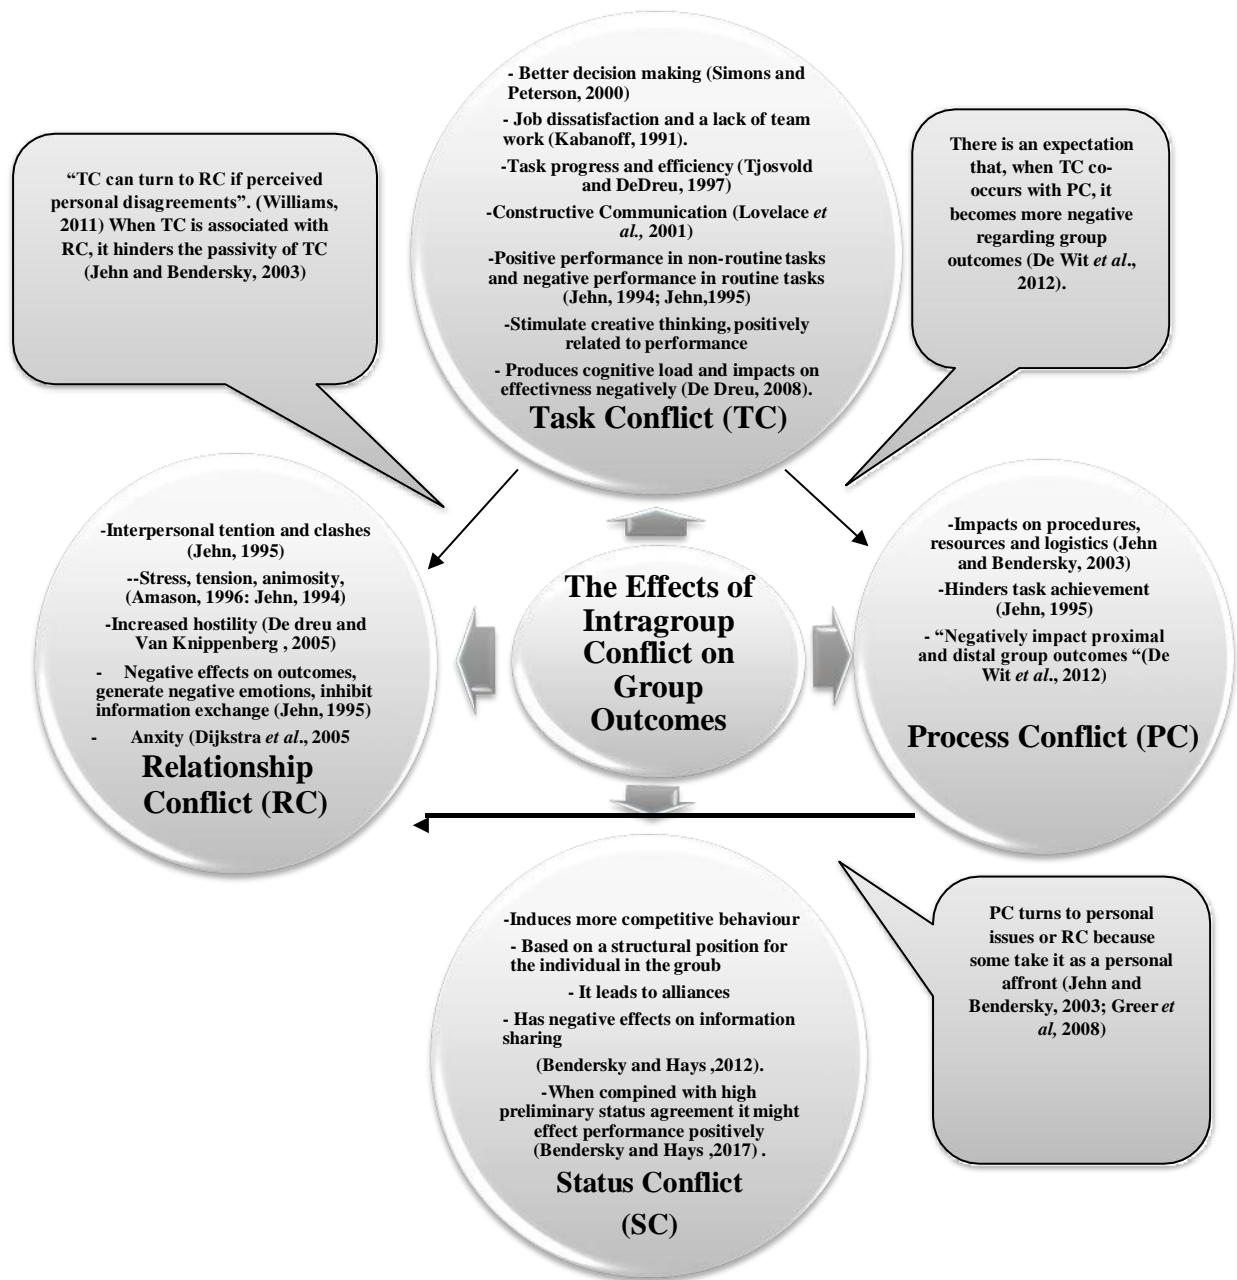 - Better decision making (Simons and
Peterson, 2000)
- Job dissatisfaction and a lack of team
work (Kabanoff, 1991).
-Task progress and efficiency (Tjosvold
and DeDreu, 1997)
-Constructive Communication (Lovelace et
al., 2001)
-Positive performance in non-routine tasks
and negative performance in routine tasks
(Jehn, 1994; Jehn,1995)
-Stimulate creative thinking, positively
related to performance
- Produces cognitive load and impacts on
effectivness negatively (De Dreu, 2008).
Task Conflict (TC)
“TC can turn to RC if perceived
personal disagreements”. (Williams,
2011) When TC is associated with
RC, it hinders the passivity of TC
(Jehn and Bendersky, 2003)
There is an expectation
that, when TC co-
occurs with PC, it
becomes more negative
regarding group
outcomes (De Wit et al.,
2012).
-Interpersonal tention and clashes
(Jehn, 1995)
--Stress, tension, animosity,
(Amason, 1996: Jehn, 1994)
-Increased hostility (De dreu and
Van Knippenberg , 2005)
- Negative effects on outcomes,
generate negative emotions, inhibit
information exchange (Jehn, 1995)
- Anxity (Dijkstra et al., 2005
Relationship
Conflict (RC)
The Effects of
Intragroup
Conflict on
Group
Outcomes
-Impacts on procedures,
resources and logistics (Jehn
and Bendersky, 2003)
-Hinders task achievement
(Jehn, 1995)
- “Negatively impact proximal
and distal group outcomes “(De
Wit et al., 2012)
Process Conflict (PC)
-Induces more competitive behaviour
- Based on a structural position for
the individual in the groub
- It leads to alliances
- Has negative effects on information
sharing
(Bendersky and Hays ,2012).
-When compined with high
preliminary status agreement it might
effect performance positively
(Bendersky and Hays ,2017) .
Status Conflict
(SC)
PC turns to personal
issues or RC because
some take it as a personal
affront (Jehn and
Bendersky, 2003; Greer et
al, 2008)